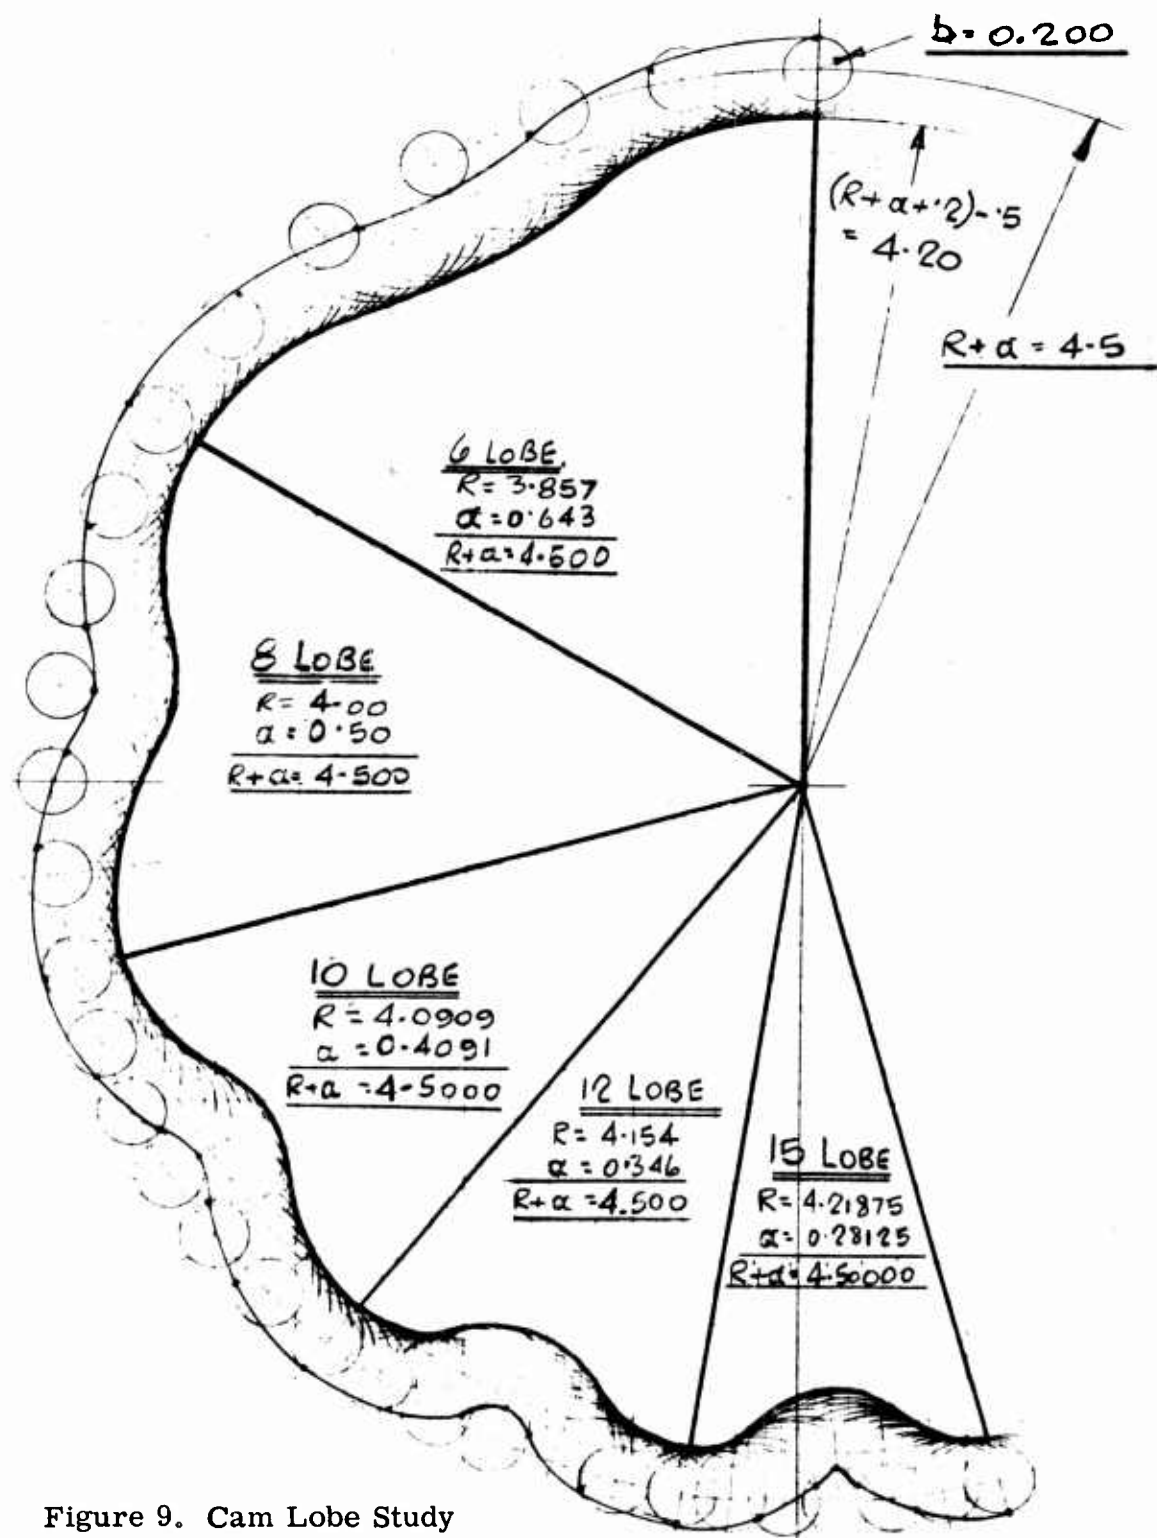 b = 0.200
(R + a + ·2) - ·5
= 4·20
R + a = 4·5
6 LOBE
R = 3·857
a = 0·643
R + a = 4·500
8 LOBE
R = 4·00
a = 0·50
R + a = 4·500
10 LOBE
R = 4·0909
a = 0·4091
R + a = 4·5000
12 LOBE
R = 4·154
a = 0·346
R + a = 4.500
15 LOBE
R = 4·21875
a = 0·28125
R + a = 4·50000
Figure 9. Cam Lobe Study